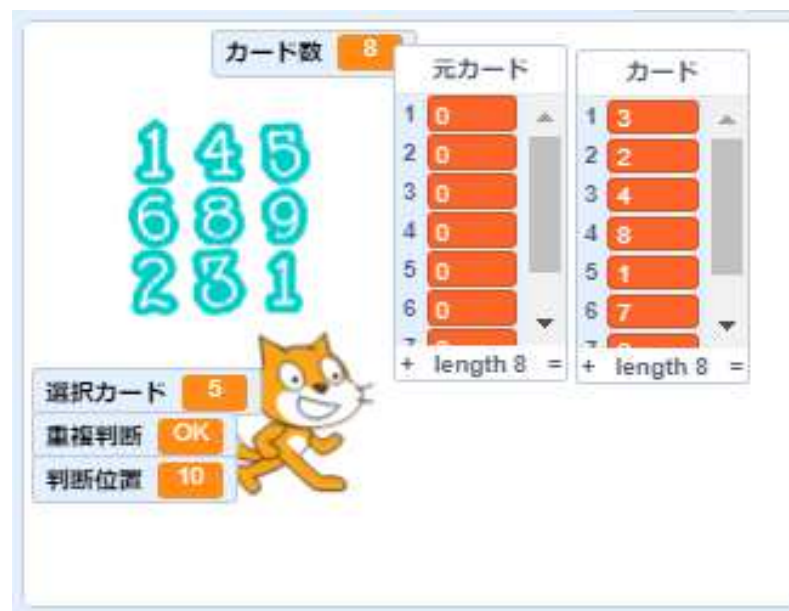 カード数 8
1 4 5
6 8 9
2 3 1
元カード
1 0
2 0
3 0
4 0
5 0
6 0
+ length 8 =
カード
1 3
2 2
3 4
4 8
5 1
6 7
+ length 8 =
選択カード 5
重複判断 OK
判断位置 10